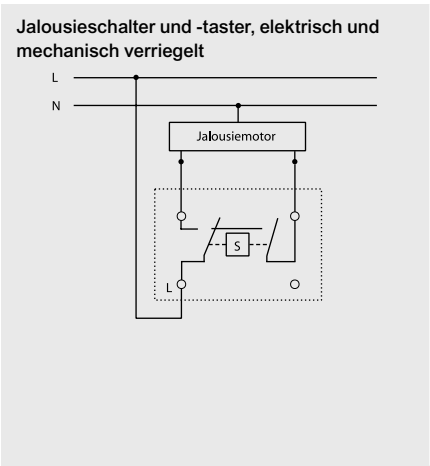 Jalousieschalter und -taster, elektrisch und
mechanisch verriegelt
L
N
Jalousiemotor
S
L